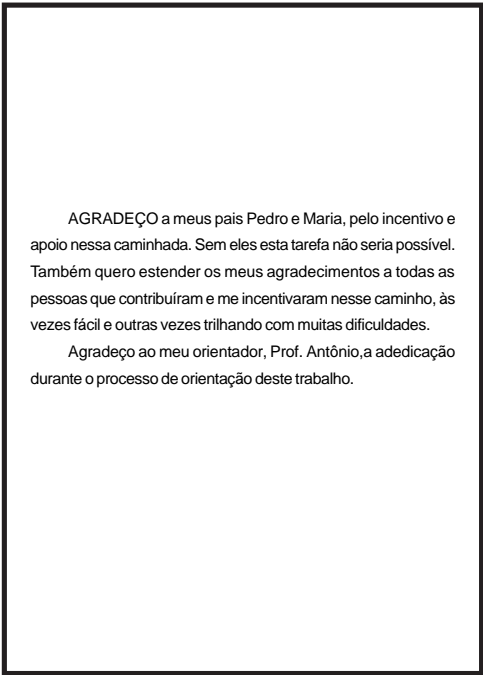 AGRADEÇO a meus pais Pedro e Maria, pelo incentivo e
apoio nessa caminhada. Sem eles esta tarefa não seria possível.
Também quero estender os meus agradecimentos a todas as
pessoas que contribuíram e me incentivaram nesse caminho, às
vezes fácil e outras vezes trilhando com muitas dificuldades.
Agradeço ao meu orientador, Prof. Antônio,a adedicação
durante o processo de orientação deste trabalho.